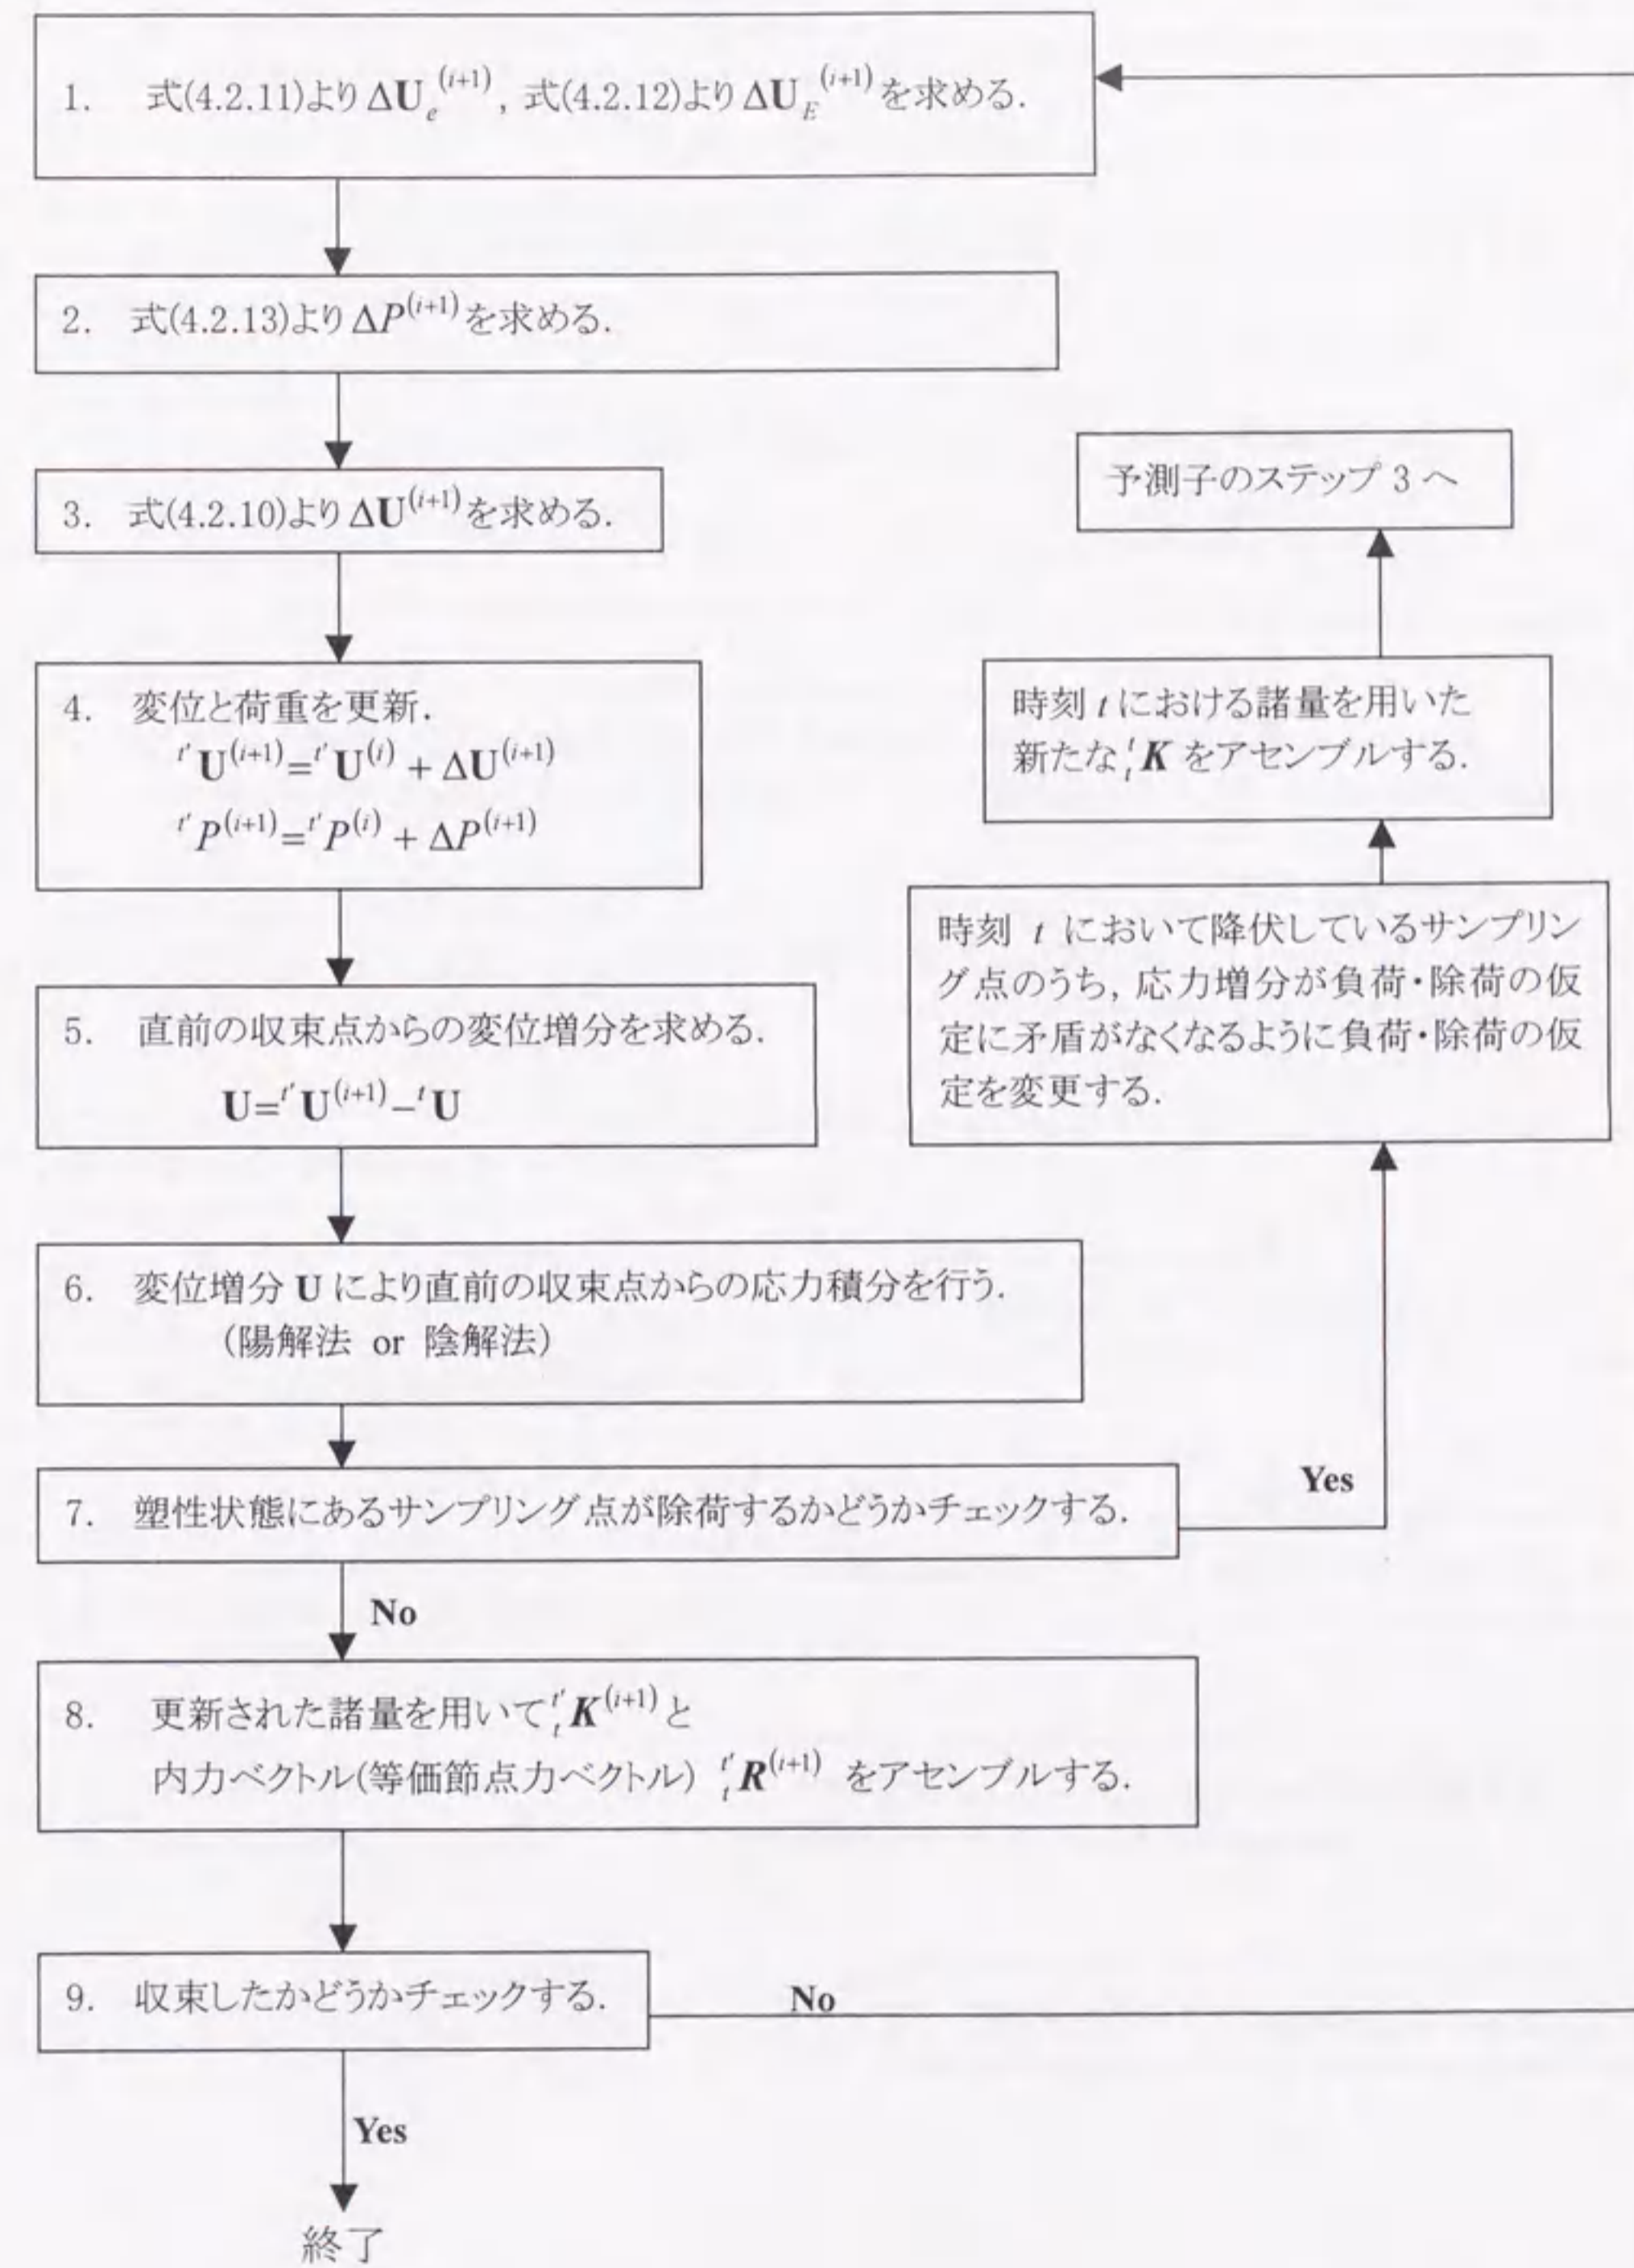 1. 式(4.2.11)よりΔU_e^(i+1), 式(4.2.12)よりΔU_E^(i+1)を求める.
2. 式(4.2.13)よりΔP^(i+1)を求める.
3. 式(4.2.10)よりΔU^(i+1)を求める.
4. 変位と荷重を更新.
^t′U^(i+1)=^t′U^(i)+ΔU^(i+1)
^t′P^(i+1)=^t′P^(i)+ΔP^(i+1)
5. 直前の収束点からの変位増分を求める.
U=^t′U^(i+1)−^tU
6. 変位増分 U により直前の収束点からの応力積分を行う.
(陽解法 or 陰解法)
7. 塑性状態にあるサンプリング点が除荷するかどうかチェックする.
Yes
時刻 t において降伏しているサンプリン
グ点のうち, 応力増分が負荷・除荷の仮
定に矛盾がなくなるように負荷・除荷の仮
定を変更する.
時刻 t における諸量を用いた
新たな ^t_t K をアセンブルする.
予測子のステップ 3 へ
No
8. 更新された諸量を用いて ^t′_t K^(i+1) と
内力ベクトル(等価節点力ベクトル) ^t′_t R^(i+1) をアセンブルする.
9. 収束したかどうかチェックする.
No
Yes
終了